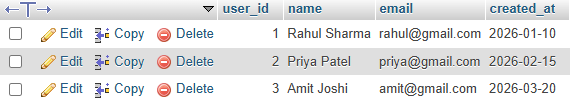 user_id name email created_at
Edit Copy Delete 1 Rahul Sharma rahul@gmail.com 2026-01-10
Edit Copy Delete 2 Priya Patel priya@gmail.com 2026-02-15
Edit Copy Delete 3 Amit Joshi amit@gmail.com 2026-03-20